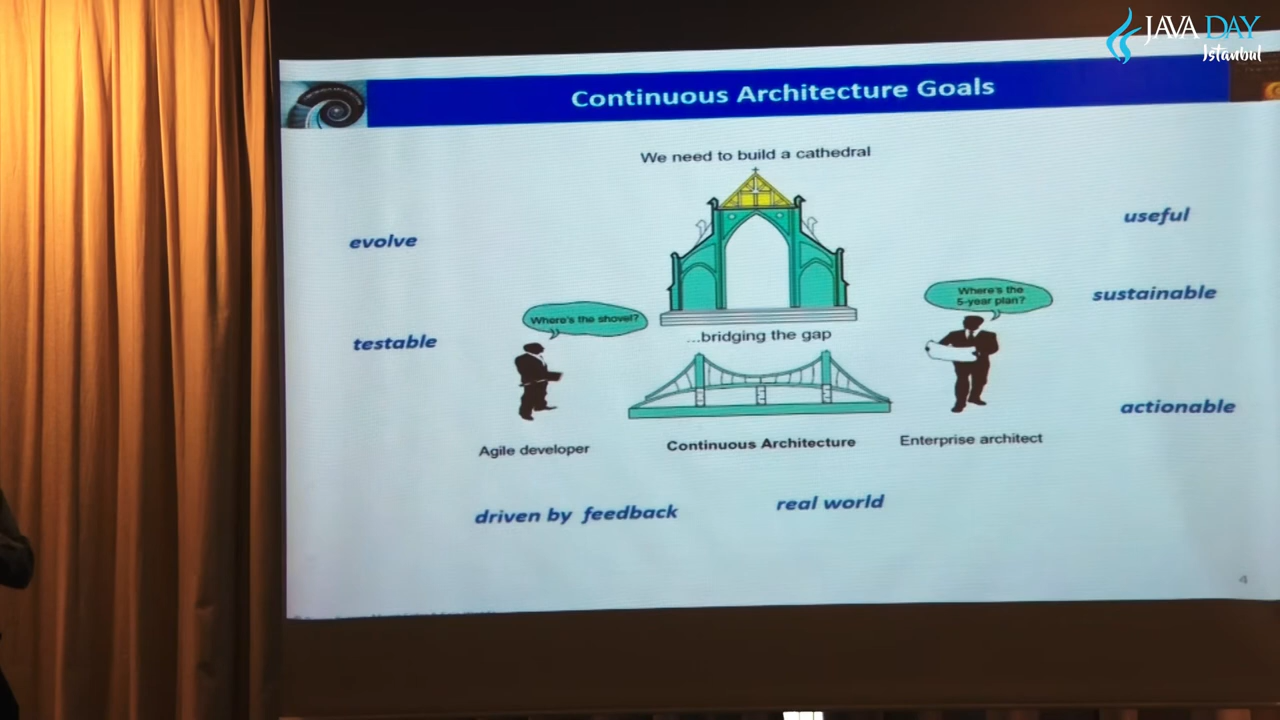 JAVA DAY
Istanbul
Continuous Architecture Goals
We need to build a cathedral
evolve
useful
Where's the shovel?
Where's the
5-year plan?
sustainable
testable
...bridging the gap
actionable
Agile developer
Continuous Architecture
Enterprise architect
driven by feedback
real world
4